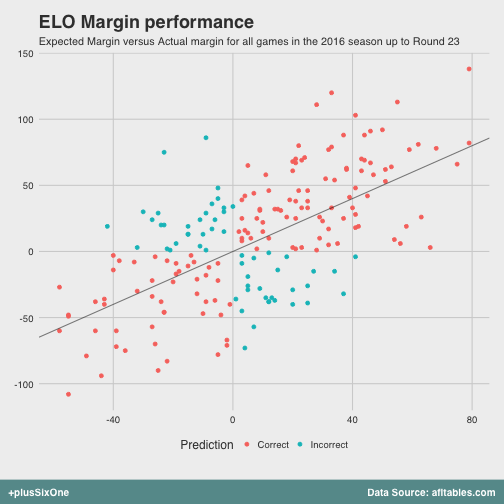 ELO Margin performance
Expected Margin versus Actual margin for all games in the 2016 season up to Round 23
150
100
50
0
-50
-100
-40
0
40
80
Prediction
Correct
Incorrect
+plusSixOne
Data Source: afltables.com